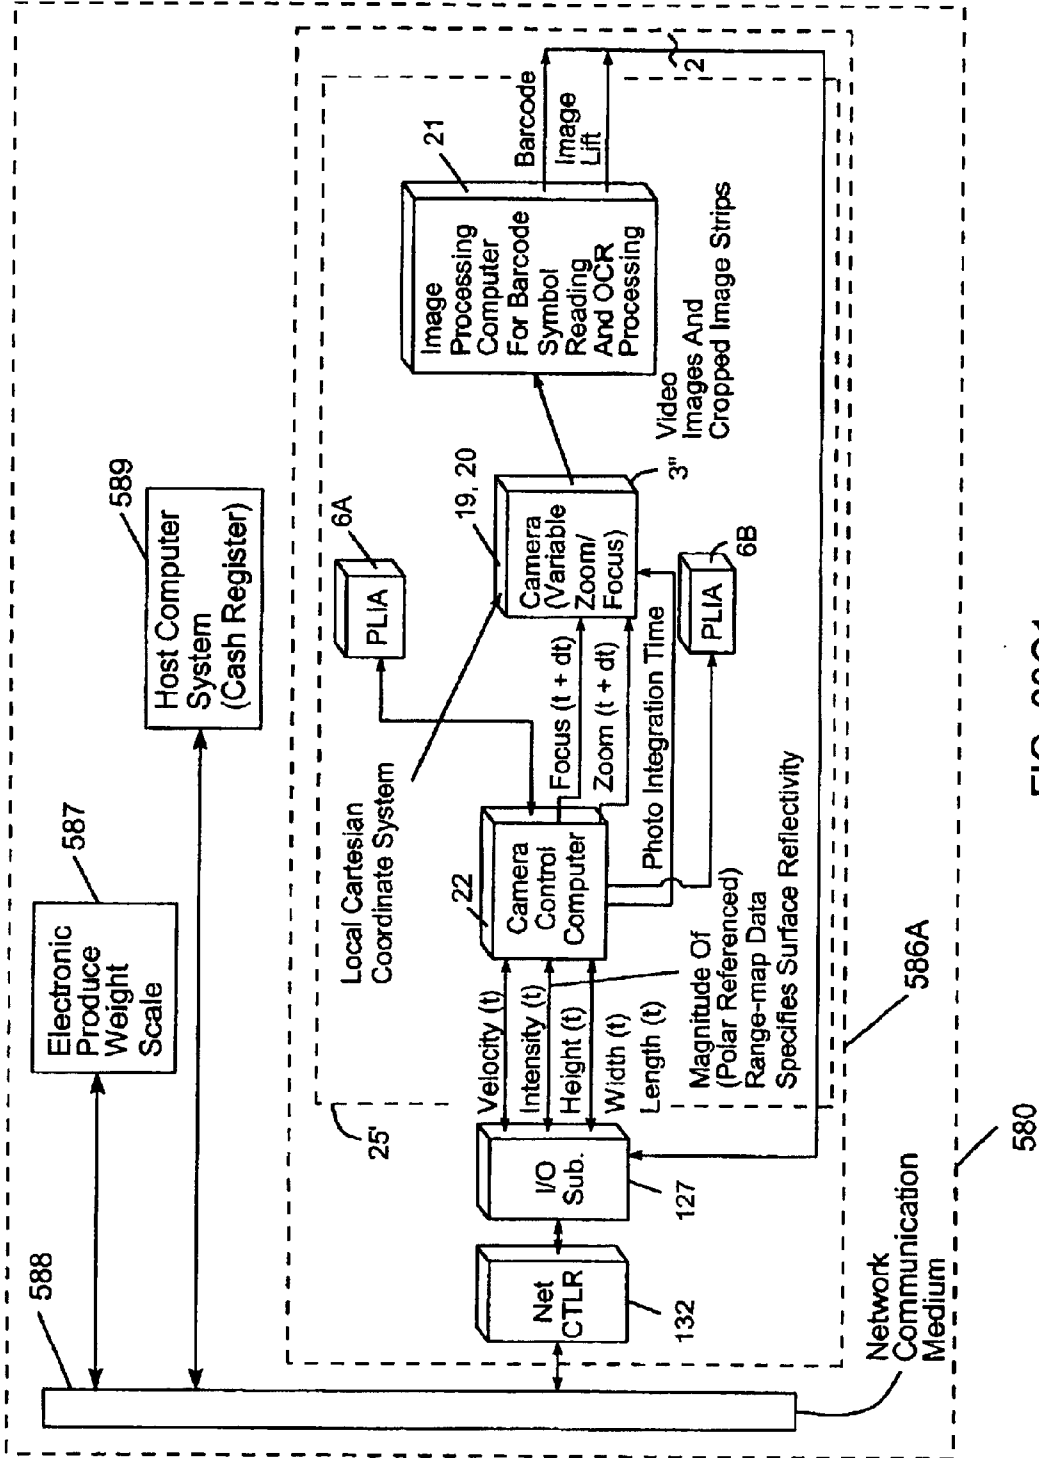 588
587
Electronic
Produce
Weight
Scale
589
Host Computer
System
(Cash Register)
25'
Local Cartesian
Coordinate System
6A
PLIA
19, 20
Camera
(Variable
Zoom/
Focus)
3"
21
Image
Processing
Computer
For Barcode
Symbol
Reading
And OCR
Processing
Barcode
Image
Lift
2
Video
Images And
Cropped Image Strips
22
Camera
Control
Computer
Focus (t + dt)
Zoom (t + dt)
Photo Integration Time
6B
PLIA
Velocity (t)
Intensity (t)
Height (t)
Width (t)
Length (t)
Magnitude Of
(Polar Referenced)
Range-map Data
Specifies Surface Reflectivity
I/O
Sub.
127
Net
CTLR
132
Network
Communication
Medium
586A
580